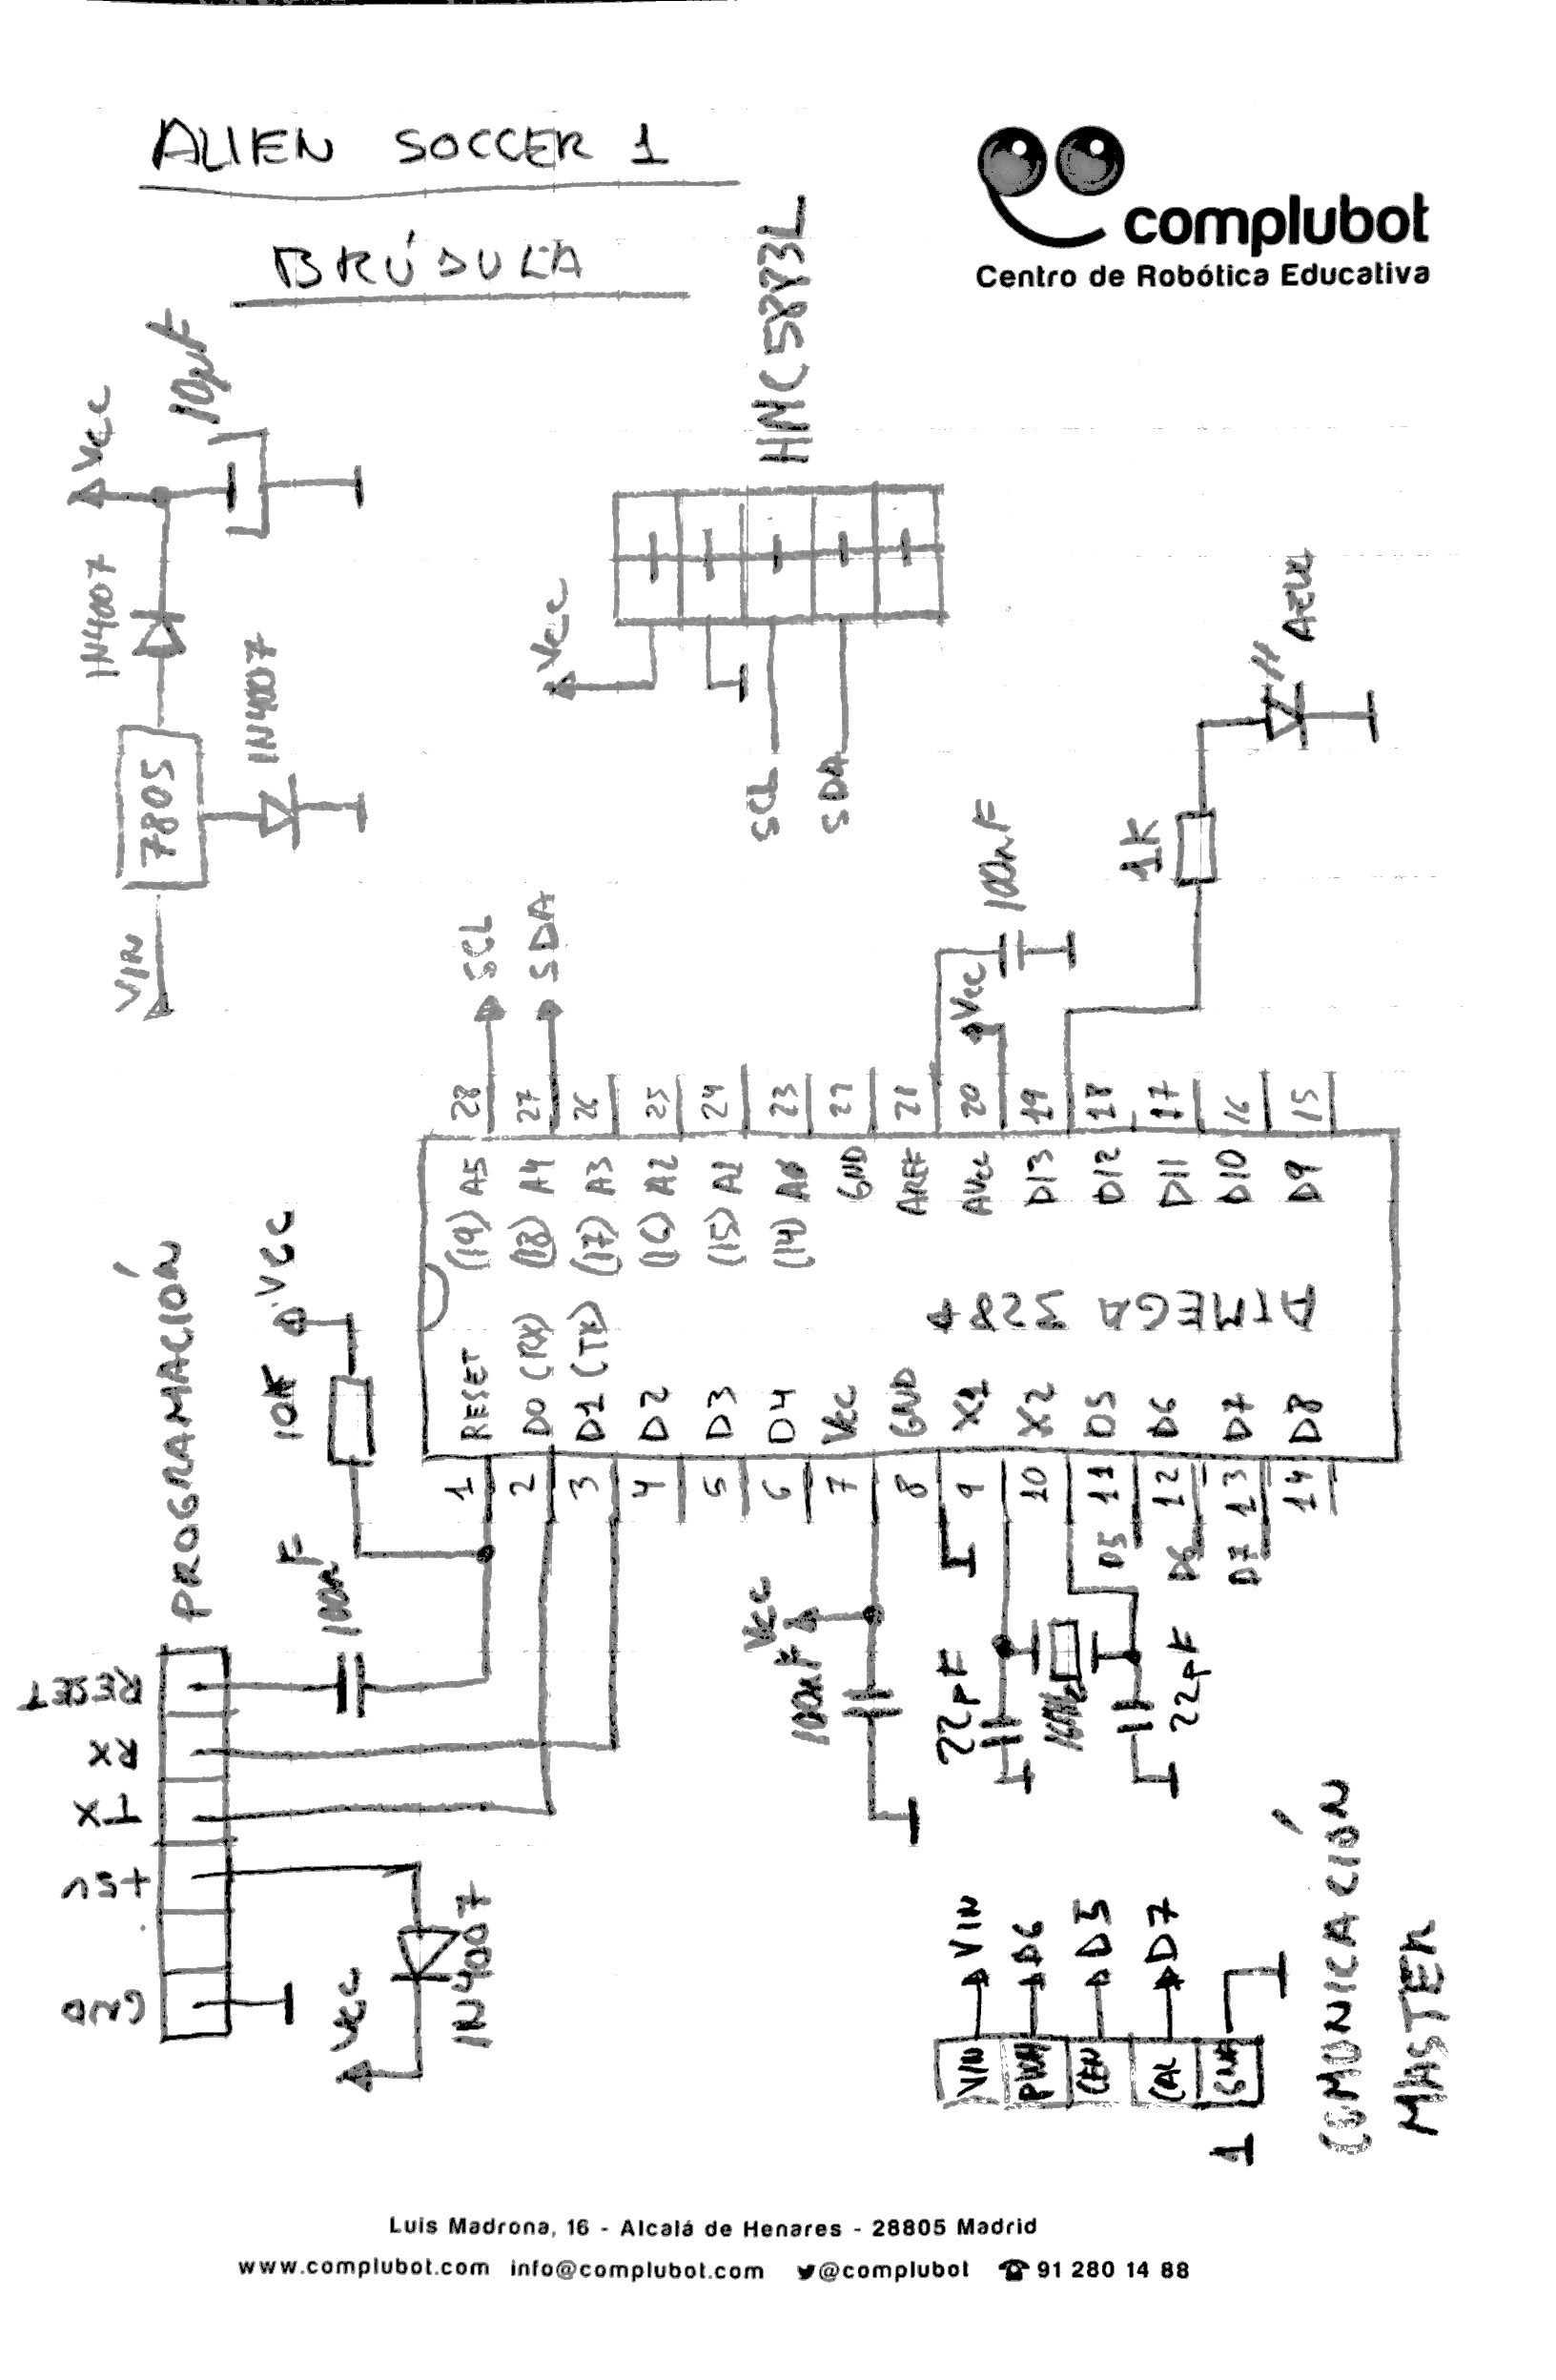 ALIEN SOCCER 1
BRÚJULA
complubot
Centro de Robótica Educativa
Vcc
10µF
1N4007
1N4007
7805
VIN
HMC5883L
Vcc
SCL
SDA
AZUL
1K
100nF
Vcc
SCL
SDA
28
27
26
25
24
23
21
20
19
18
17
16
15
(19) A5
(18) A4
(17) A3
(16) A2
(15) A1
(14) A0
GND
AREF
AVcc
D13
D12
D11
D10
D9
ATMEGA 328P
RESET
D0 (RX)
D1 (TX)
D2
D3
D4
Vcc
GND
X1
X2
D5
D6
D7
D8
1
2
3
4
5
6
7
8
9
10
11
12
13
14
D5
D6
D7
PROGRAMACIÓN
Vcc
10K
100nF
RESET
RX
TX
+5V
GND
Vcc
1N4007
Vcc
100nF
22pF
16MHz
22pF
VIN
D6
D5
D7
VIN
PWM
CEN
CAL
GND
1
COMUNICACIÓN
MASTER
Luis Madrona, 16 - Alcalá de Henares - 28805 Madrid
www.complubot.com info@complubot.com @complubot 91 280 14 88